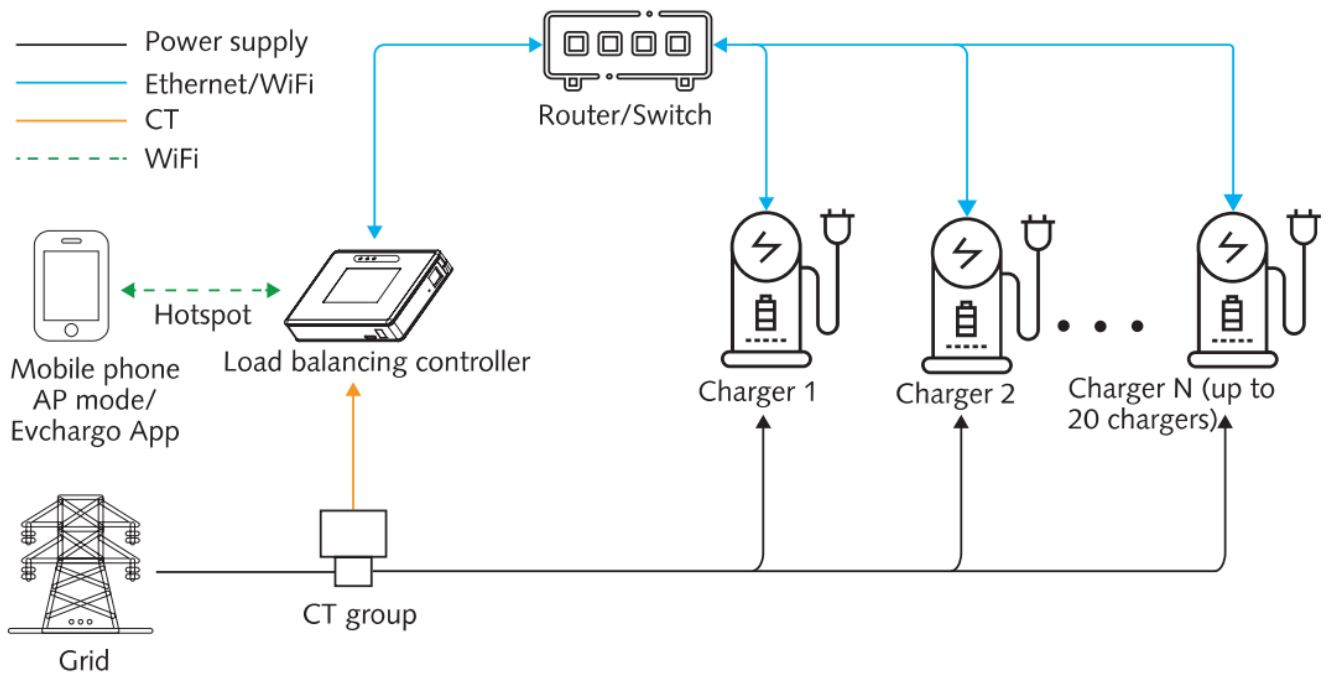 Power supply
Ethernet/WiFi
CT
WiFi
Router/Switch
Hotspot
Mobile phone
AP mode/
Evchargo App
Load balancing controller
Charger 1
Charger 2
Charger N (up to
20 chargers)
CT group
Grid